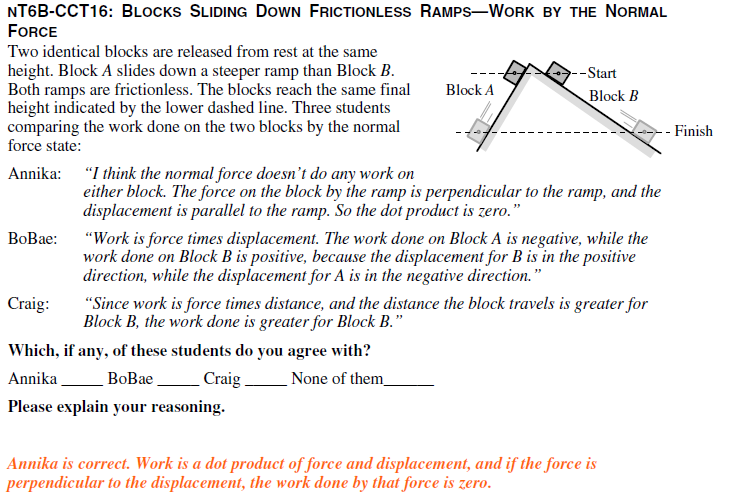 NT6B-CCT16: BLOCKS SLIDING DOWN FRICTIONLESS RAMPS—WORK BY THE NORMAL
FORCE
Two identical blocks are released from rest at the same
height. Block A slides down a steeper ramp than Block B.
Both ramps are frictionless. The blocks reach the same final
height indicated by the lower dashed line. Three students
comparing the work done on the two blocks by the normal
force state:
Start
Block A
Block B
Finish
Annika: “I think the normal force doesn’t do any work on
either block. The force on the block by the ramp is perpendicular to the ramp, and the
displacement is parallel to the ramp. So the dot product is zero.”
BoBae: “Work is force times displacement. The work done on Block A is negative, while the
work done on Block B is positive, because the displacement for B is in the positive
direction, while the displacement for A is in the negative direction.”
Craig: “Since work is force times distance, and the distance the block travels is greater for
Block B, the work done is greater for Block B.”
Which, if any, of these students do you agree with?
Annika _____ BoBae _____ Craig _____ None of them______
Please explain your reasoning.
Annika is correct. Work is a dot product of force and displacement, and if the force is
perpendicular to the displacement, the work done by that force is zero.